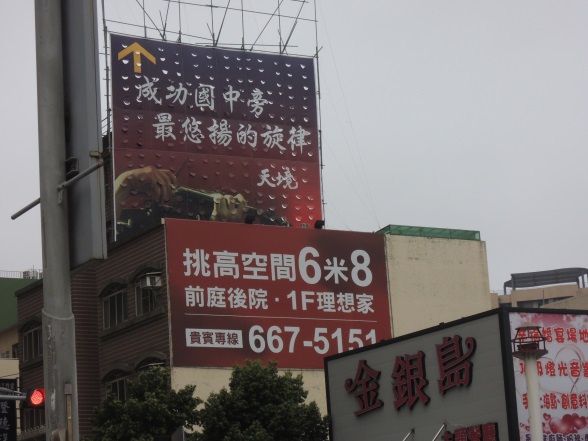 成功國中旁
最悠揚的旋律
天境
挑高空間6米8
前庭後院·1F理想家
貴賓專線 667-5151
金銀島